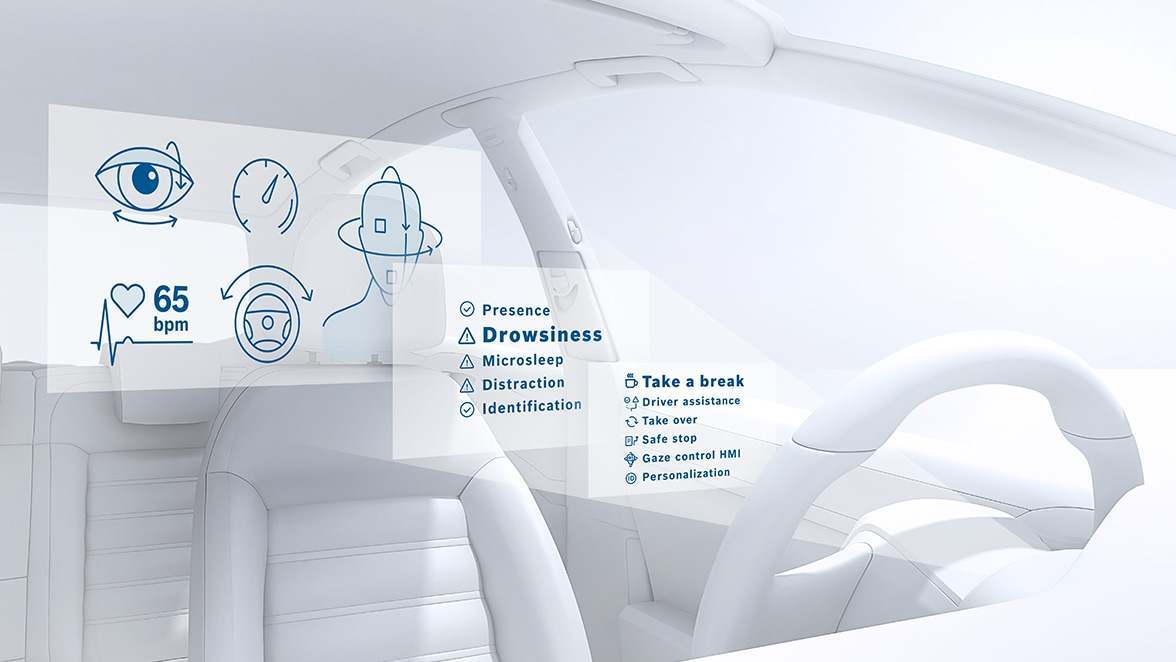 65
bpm
Presence
Drowsiness
Microsleep
Distraction
Identification
Take a break
Driver assistance
Take over
Safe stop
Gaze control HMI
Personalization